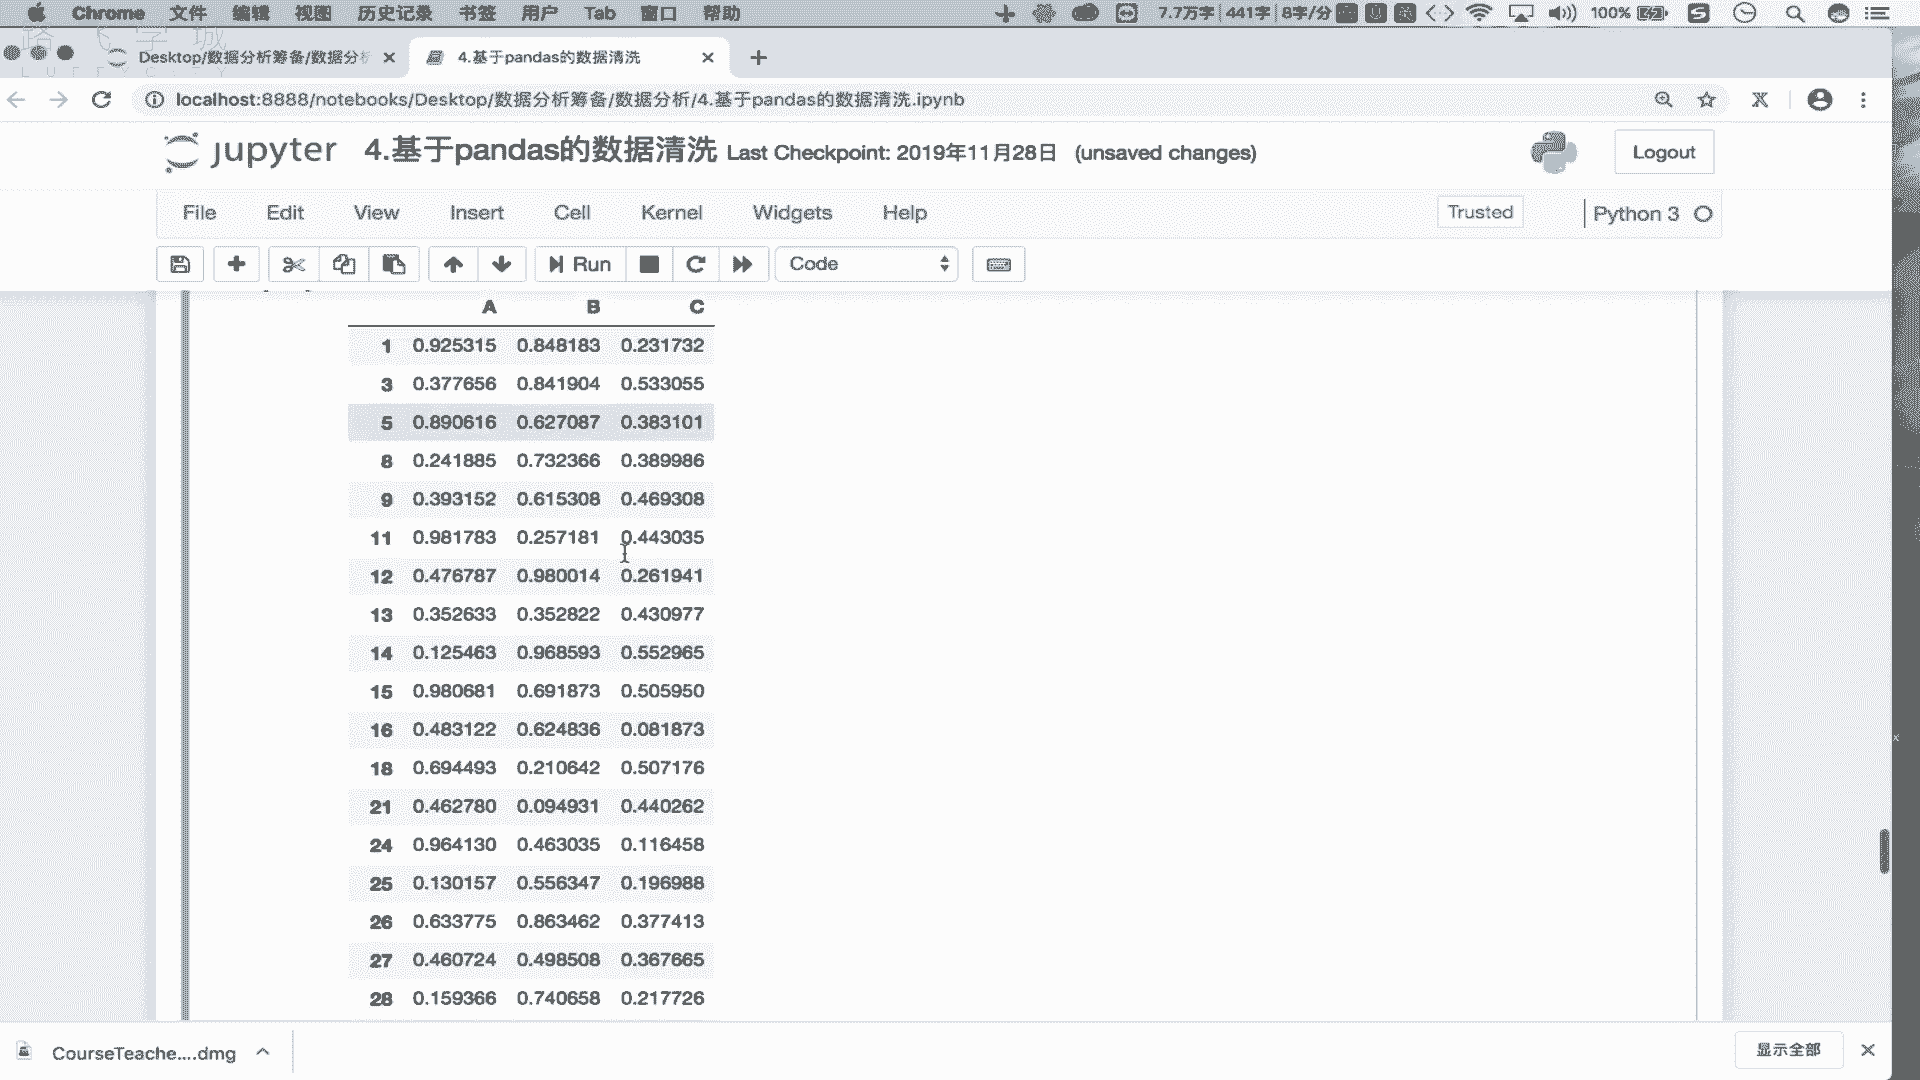 Chrome 文件 编辑 视图 历史记录 书签 用户 Tab 窗口 帮助 7.7万字 441字 8字/分 100%
Desktop/数据分析筹备/数据分析 4.基于pandas的数据清洗
localhost:8888/notebooks/Desktop/数据分析筹备/数据分析/4.基于pandas的数据清洗.ipynb
jupyter 4.基于pandas的数据清洗 Last Checkpoint: 2019年11月28日 (unsaved changes) Logout
File Edit View Insert Cell Kernel Widgets Help Trusted Python 3
Run Code
A B C
1 0.925315 0.848183 0.231732
3 0.377656 0.841904 0.533055
5 0.890616 0.627087 0.383101
8 0.241885 0.732366 0.389986
9 0.393152 0.615308 0.469308
11 0.981783 0.257181 0.443035
12 0.476787 0.980014 0.261941
13 0.352633 0.352822 0.430977
14 0.125463 0.968593 0.552965
15 0.980681 0.691873 0.505950
16 0.483122 0.624836 0.081873
18 0.694493 0.210642 0.507176
21 0.462780 0.094931 0.440262
24 0.964130 0.463035 0.116458
25 0.130157 0.556347 0.196988
26 0.633775 0.863462 0.377413
27 0.460724 0.498508 0.367665
28 0.159366 0.740658 0.217726
CourseTeache....dmg 显示全部